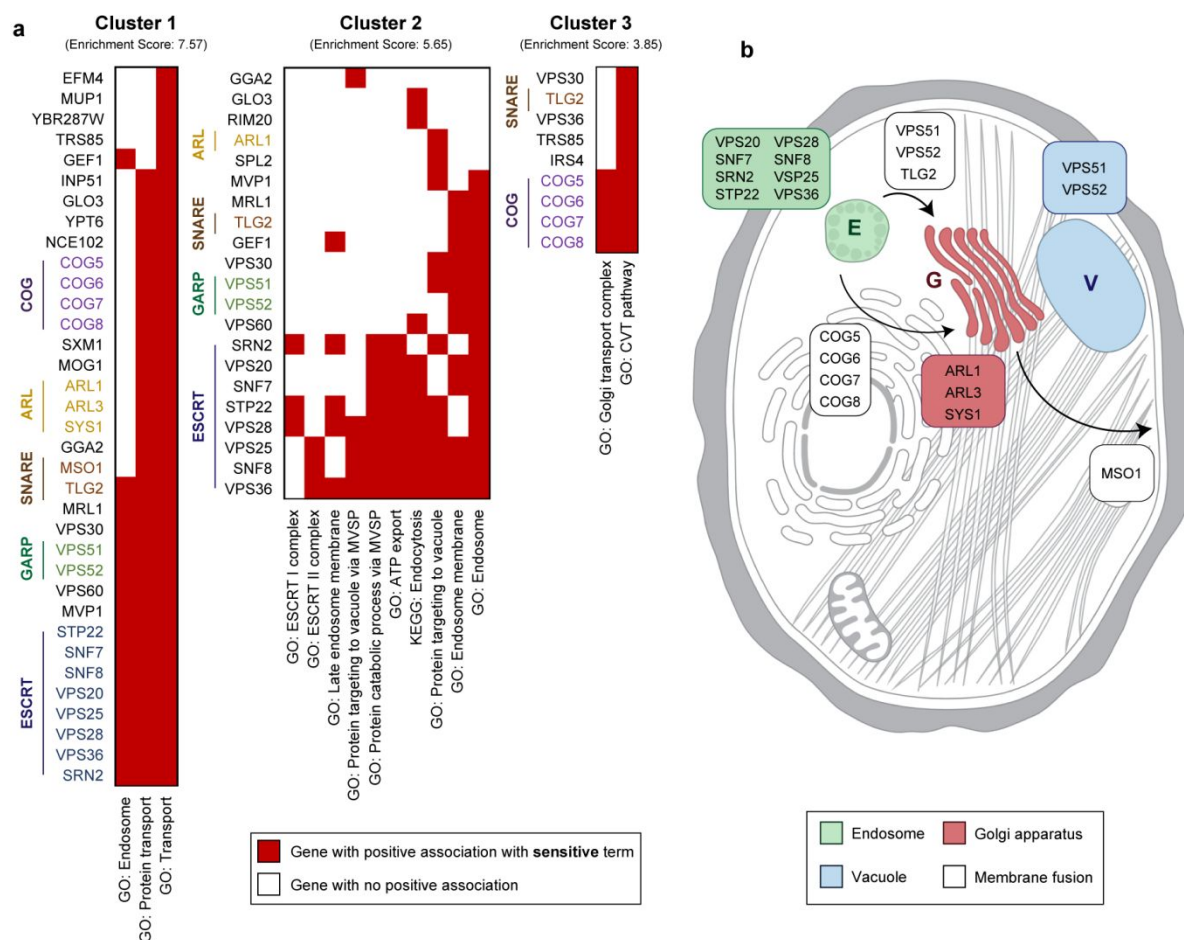 a
Cluster 1
(Enrichment Score: 7.57)
EFM4
MUP1
YBR287W
TRS85
GEF1
INP51
GLO3
YPT6
NCE102
COG
COG5
COG6
COG7
COG8
SXM1
MOG1
ARL
ARL1
ARL3
SYS1
GGA2
SNARE
MSO1
TLG2
MRL1
VPS30
GARP
VPS51
VPS52
VPS60
MVP1
ESCRT
STP22
SNF7
SNF8
VPS20
VPS25
VPS28
VPS36
SRN2
GO: Endosome
GO: Protein transport
GO: Transport
Cluster 2
(Enrichment Score: 5.65)
GGA2
GLO3
RIM20
ARL
ARL1
SPL2
MVP1
MRL1
SNARE
TLG2
GEF1
VPS30
GARP
VPS51
VPS52
VPS60
ESCRT
SRN2
VPS20
SNF7
STP22
VPS28
VPS25
SNF8
VPS36
GO: ESCRT I complex
GO: ESCRT II complex
GO: Late endosome membrane
GO: Protein targeting to vacuole via MVSP
GO: Protein catabolic process via MVSP
GO: ATP export
KEGG: Endocytosis
GO: Protein targeting to vacuole
GO: Endosome membrane
GO: Endosome
Cluster 3
(Enrichment Score: 3.85)
VPS30
SNARE
TLG2
VPS36
TRS85
IRS4
COG
COG5
COG6
COG7
COG8
GO: Golgi transport complex
GO: CVT pathway
Gene with positive association with sensitive term
Gene with no positive association
b
VPS20 VPS28
SNF7 SNF8
SRN2 VSP25
STP22 VPS36
VPS51
VPS52
TLG2
VPS51
VPS52
E
G
V
COG5
COG6
COG7
COG8
ARL1
ARL3
SYS1
MSO1
Endosome
Golgi apparatus
Vacuole
Membrane fusion